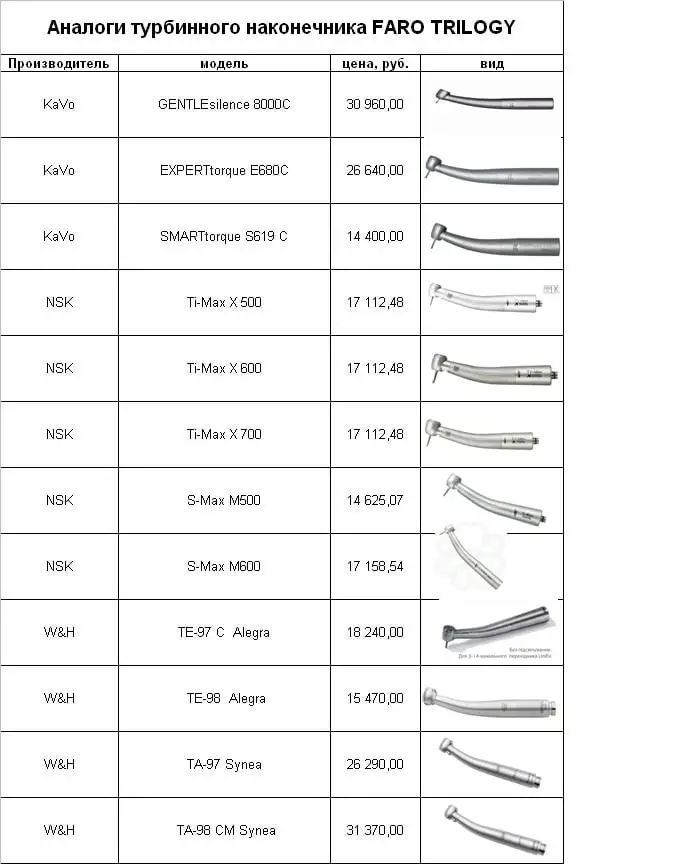 Аналоги турбинного наконечника FARO TRILOGY
Производитель модель цена, руб. вид
KaVo GENTLEsilence 8000C 30 960,00
KaVo EXPERTtorque E680C 26 640,00
KaVo SMARTtorque S619 C 14 400,00
NSK Ti-Max X 500 17 112,48
NSK Ti-Max X 600 17 112,48
NSK Ti-Max X 700 17 112,48
NSK S-Max M500 14 625,07
NSK S-Max M600 17 158,54
W&H TE-97 C Alegra 18 240,00
Без подсвечивания.
Для 3-/4-канального переходника
W&H TE-98 Alegra 15 470,00
W&H TA-97 Synea 26 290,00
W&H TA-98 CM Synea 31 370,00